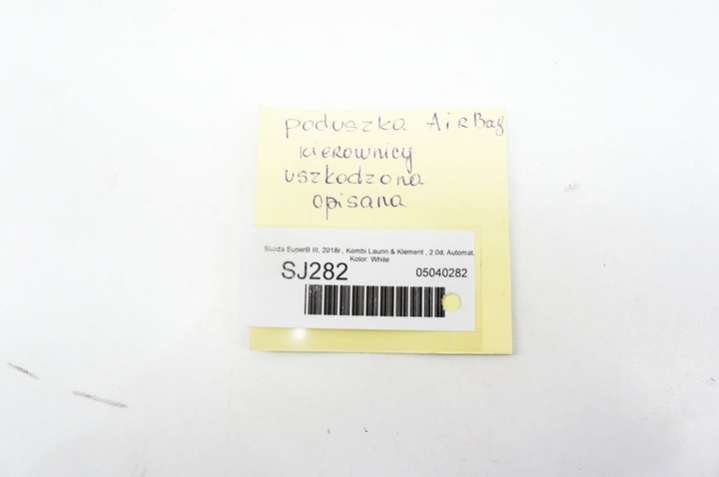 poduszka AirBag
kierownicy
uszkodzona
opisana
Skoda SuperB III, 2018r., Kombi Laurin & Klement , 2.0d, Automat,
Kolor: White
SJ282 05040282